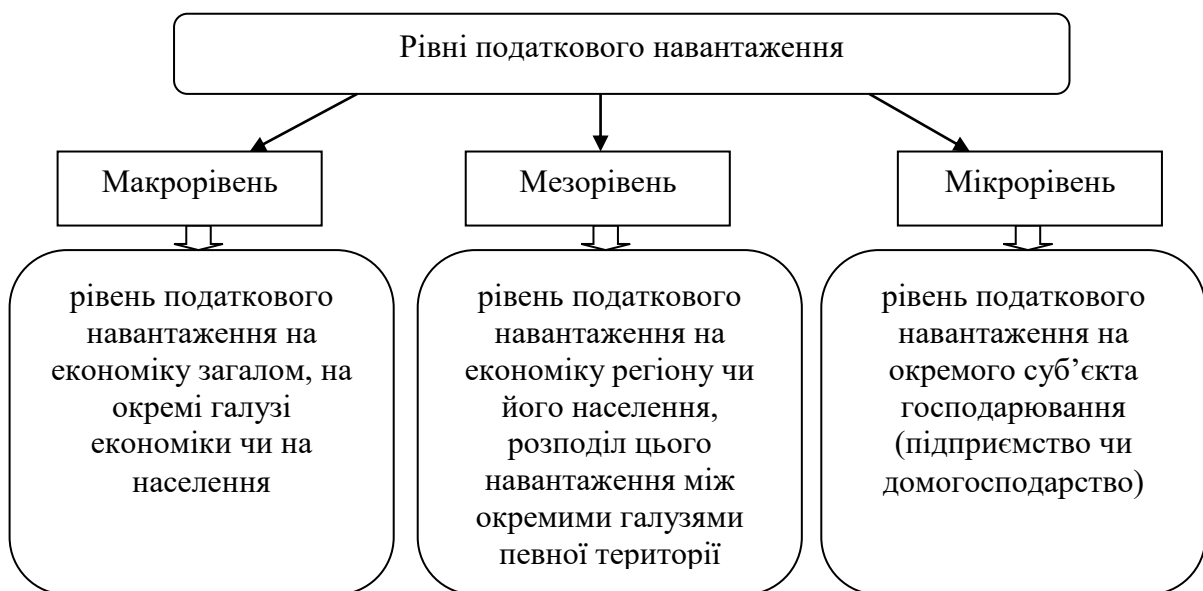 Рівні податкового навантаження
Макрорівень
Мезорівень
Мікрорівень
рівень податкового
навантаження на
економіку загалом, на
окремі галузі
економіки чи на
населення
рівень податкового
навантаження на
економіку регіону чи
його населення,
розподіл цього
навантаження між
окремими галузями
певної території
рівень податкового
навантаження на
окремого суб’єкта
господарювання
(підприємство чи
домогосподарство)